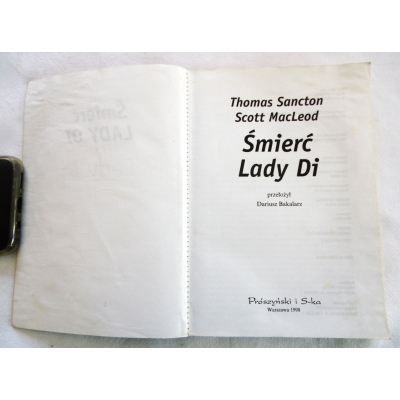 Thomas Sancton
Scott MacLeod
Śmierć
Lady Di
przełożył
Dariusz Bakalarz
Prószyński i S-ka
Warszawa 1998